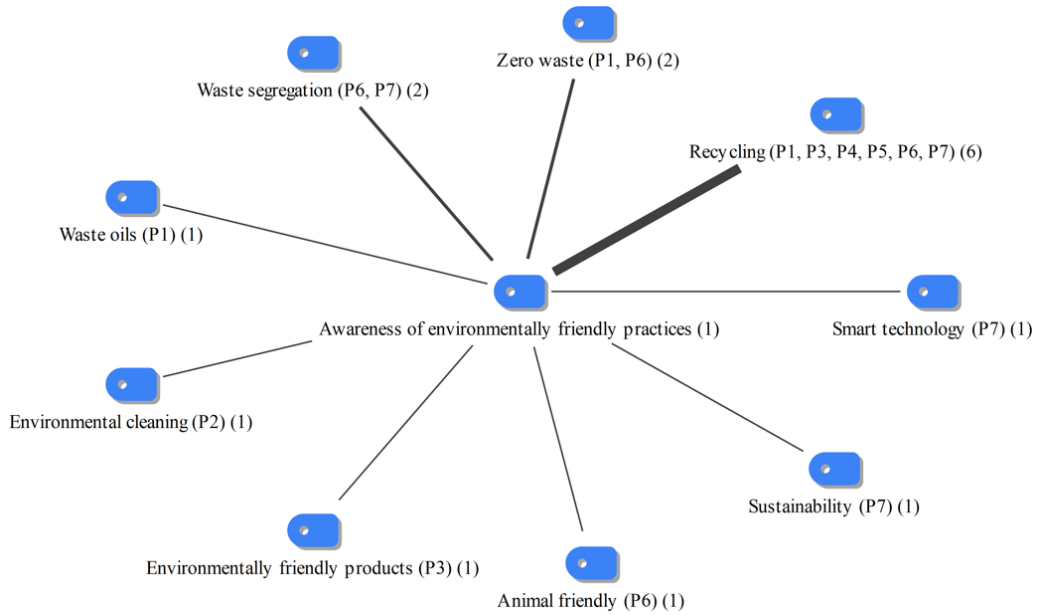 Zero waste (P1, P6) (2)
Waste segregation (P6, P7) (2)
Recycling (P1, P3, P4, P5, P6, P7) (6)
Waste oils (P1) (1)
Awareness of environmentally friendly practices (1)
Smart technology (P7) (1)
Environmental cleaning (P2) (1)
Sustainability (P7) (1)
Environmentally friendly products (P3) (1)
Animal friendly (P6) (1)